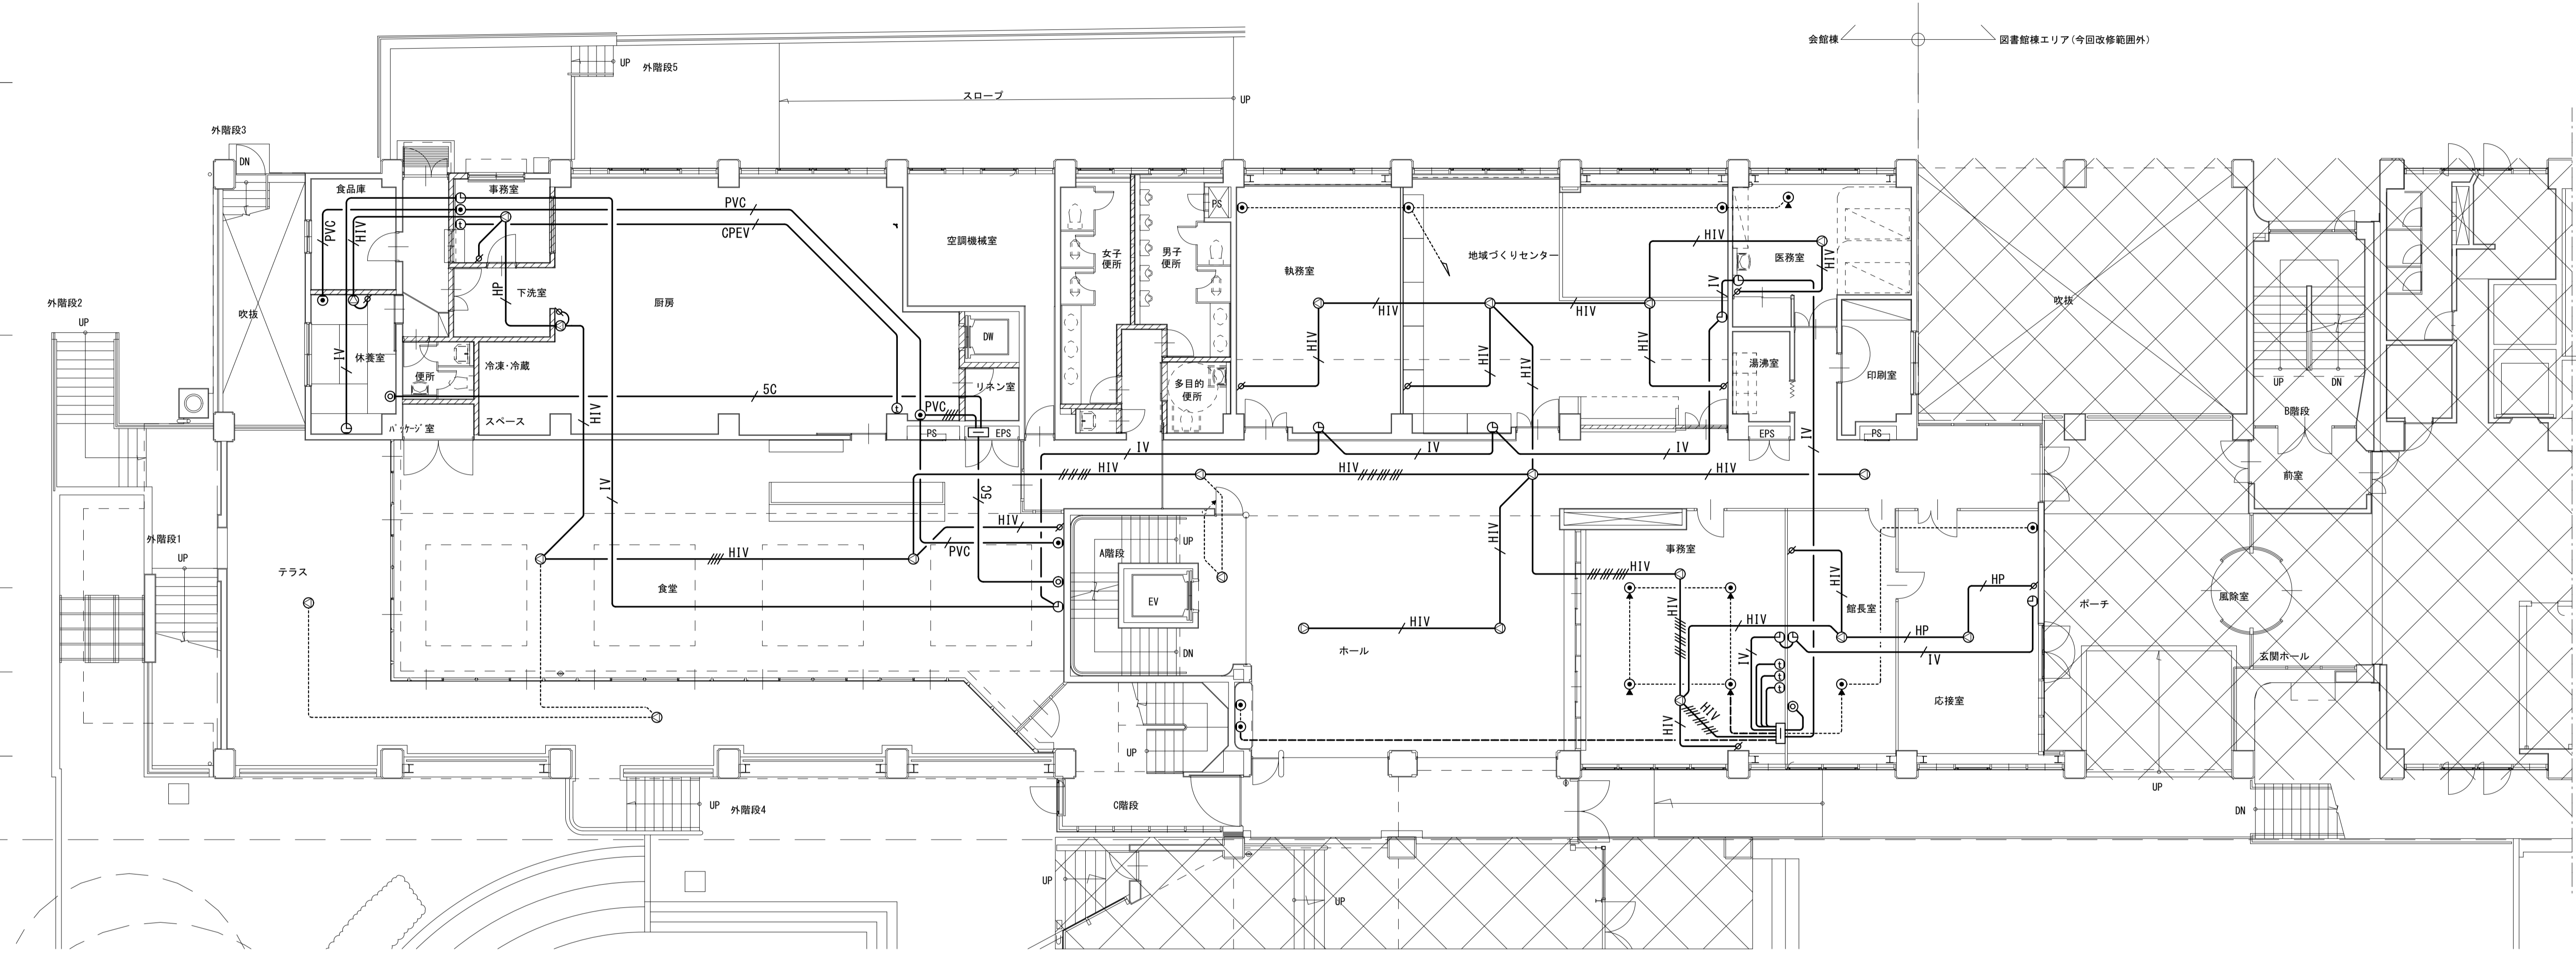 会館棟
図書館棟エリア(今回改修範囲外)
UP
外階段5
スロープ
UP
外階段3
DN
食品庫
事務室
PVC
CPEV
PVC
HIV
空調機械室
女子
便所
男子
便所
PS
執務室
地域づくりセンター
HIV
医務室
HIV
IV
吹抜
HP
下洗室
厨房
外階段2
UP
吹抜
HIV
HIV
HIV
HIV
HIV
HIV
DW
休養室
IV
便所
冷凍・冷蔵
スペース
5C
リネン室
多目的
便所
湯沸室
印刷室
UP
DN
B階段
ﾊﾟｯｹｰｼﾞ室
HIV
PVC
PS
EPS
EPS
PS
IV
IV
IV
IV
HIV
HIV
HIV
前室
IV
5C
HIV
PVC
HIV
HIV
外階段1
UP
テラス
食堂
A階段
UP
EV
DN
UP
HIV
ホール
事務室
HIV
HIV
HIV
HIV
館長室
HP
HP
IV
IV
HIV
HIV
応接室
ポーチ
風除室
玄関ホール
UP
DN
UP
外階段4
C階段
UP
UP